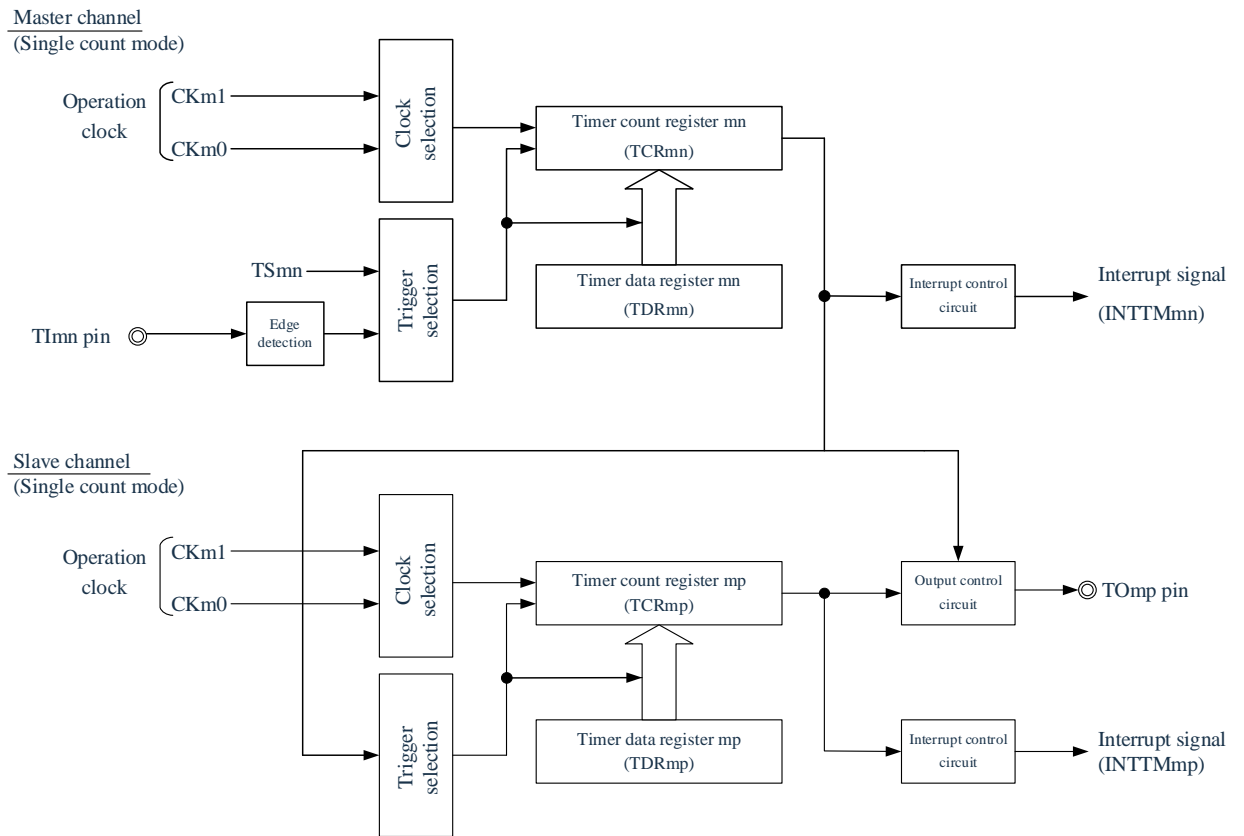 Master channel
(Single count mode)
Operation
clock
CKm1
CKm0
Clock
selection
Timer count register mn
(TCRmn)
TSmn
TImn pin
Edge
detection
Trigger
selection
Timer data register mn
(TDRmn)
Interrupt control
circuit
Interrupt signal
(INTTMmn)
Slave channel
(Single count mode)
Operation
clock
CKm1
CKm0
Clock
selection
Timer count register mp
(TCRmp)
Output control
circuit
TOmp pin
Trigger
selection
Timer data register mp
(TDRmp)
Interrupt control
circuit
Interrupt signal
(INTTMmp)